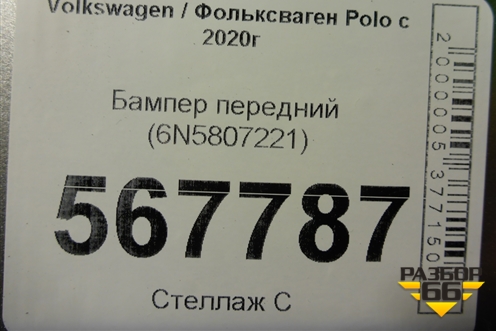 Volkswagen / Фольксваген Polo с
2020г
Бампер передний
(6N5807221)
567787
Стеллаж С
2000005377150
РАЗБОР
66